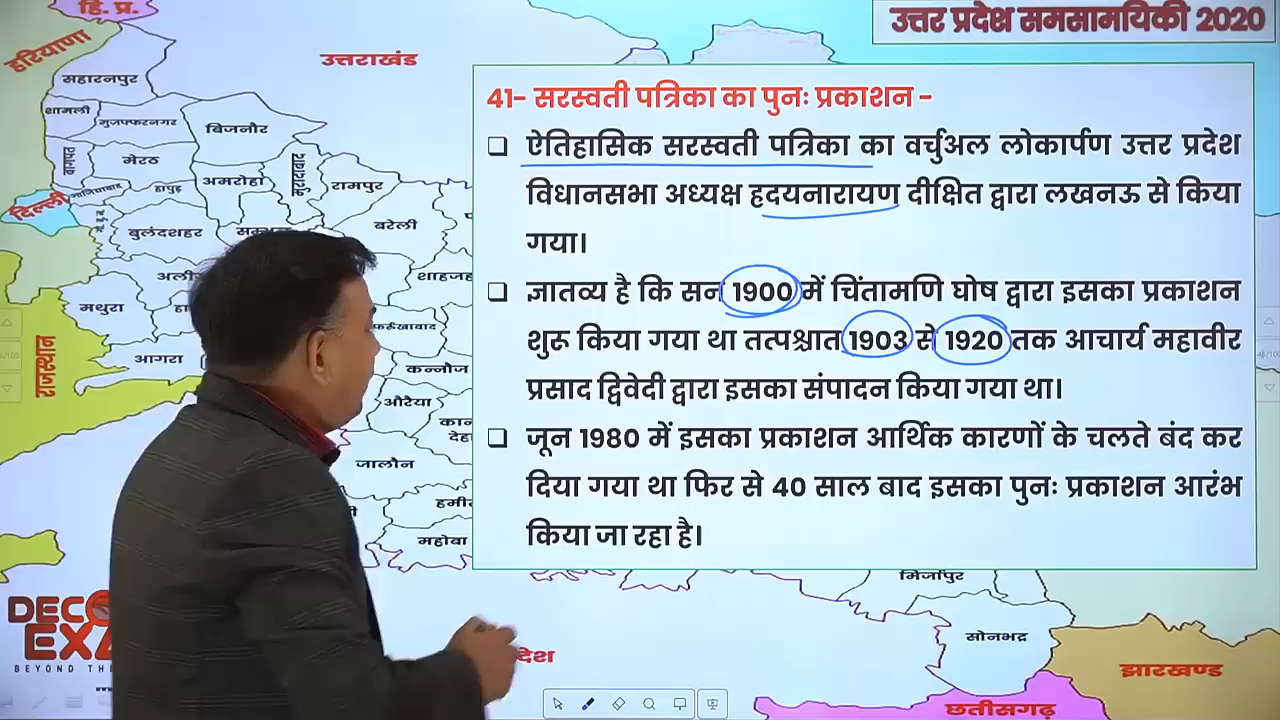 हि. प्र.
उत्तर प्रदेश समसामयिकी 2020
हरियाणा
उत्तराखंड
सहारनपुर
शामली
मुजफ्फरनगर
बिजनौर
बागपत
मेरठ
अमरोहा
मुरादाबाद
रामपुर
गाजियाबाद
हापुड़
दिल्ली
बुलंदशहर
बरेली
मथुरा
आगरा
राजस्थान
फर्रुखाबाद
कन्नौज
औरैया
जालौन
महोबा
41- सरस्वती पत्रिका का पुनः प्रकाशन -
❑ ऐतिहासिक सरस्वती पत्रिका का वर्चुअल लोकार्पण उत्तर प्रदेश
विधानसभा अध्यक्ष हृदयनारायण दीक्षित द्वारा लखनऊ से किया
गया।
❑ ज्ञातव्य है कि सन 1900 में चिंतामणि घोष द्वारा इसका प्रकाशन
शुरू किया गया था तत्पश्चात 1903 से 1920 तक आचार्य महावीर
प्रसाद द्विवेदी द्वारा इसका संपादन किया गया था।
❑ जून 1980 में इसका प्रकाशन आर्थिक कारणों के चलते बंद कर
दिया गया था फिर से 40 साल बाद इसका पुनः प्रकाशन आरंभ
किया जा रहा है।
मिर्जापुर
सोनभद्र
झारखण्ड
छतीसगढ़
BEYOND